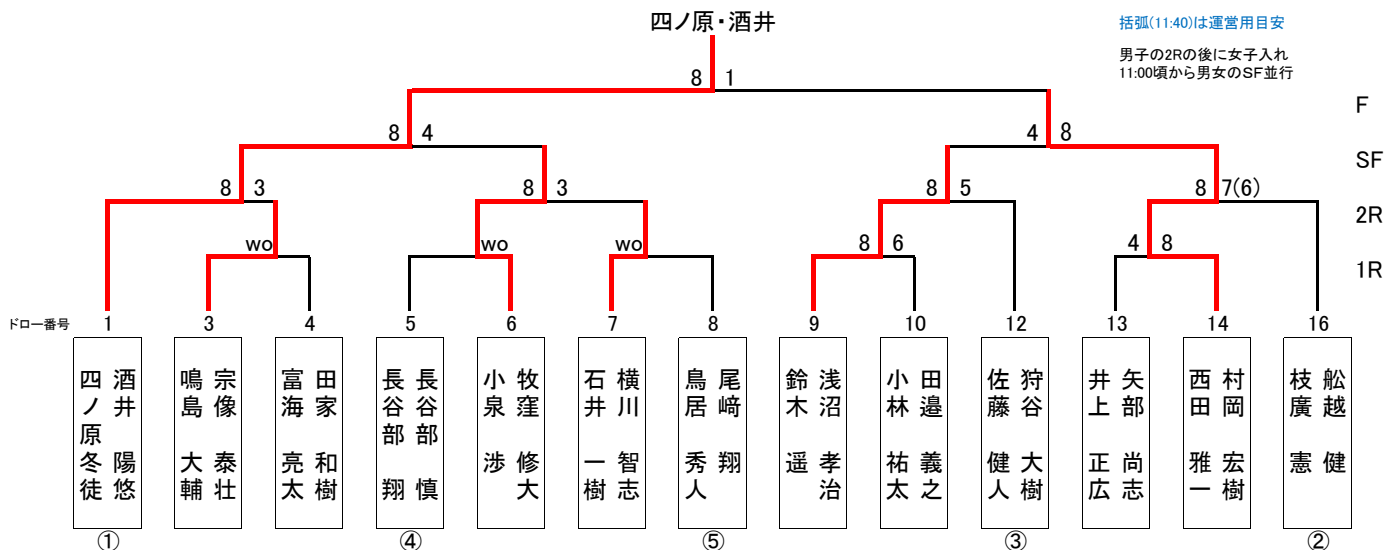 四ノ原・酒井
括弧(11:40)は運営用目安
男子の2Rの後に女子入れ
11:00頃から男女のSF並行
8 1
F
8 4 4 8
SF
8 3 8 3 8 5 8 7(6)
2R
wo wo wo 8 6 4 8
1R
ドロー番号 1 3 4 5 6 7 8 9 10 12 13 14 16
四ノ原冬徒
酒井 陽悠
鳴島 大輔
宗像 泰壮
富海 亮太
田家 和樹
長谷部 翔
長谷部 慎
小泉 渉
牧窪 修大
石井 一樹
横川 智志
鳥居 秀人
尾﨑 翔
鈴木 遥
浅沼 孝治
小林 祐太
田邉 義之
佐藤 健人
狩谷 大樹
井上 正広
矢部 尚志
西田 雅一
村岡 宏樹
枝廣 憲
舩越 健
① ④ ⑤ ③ ②